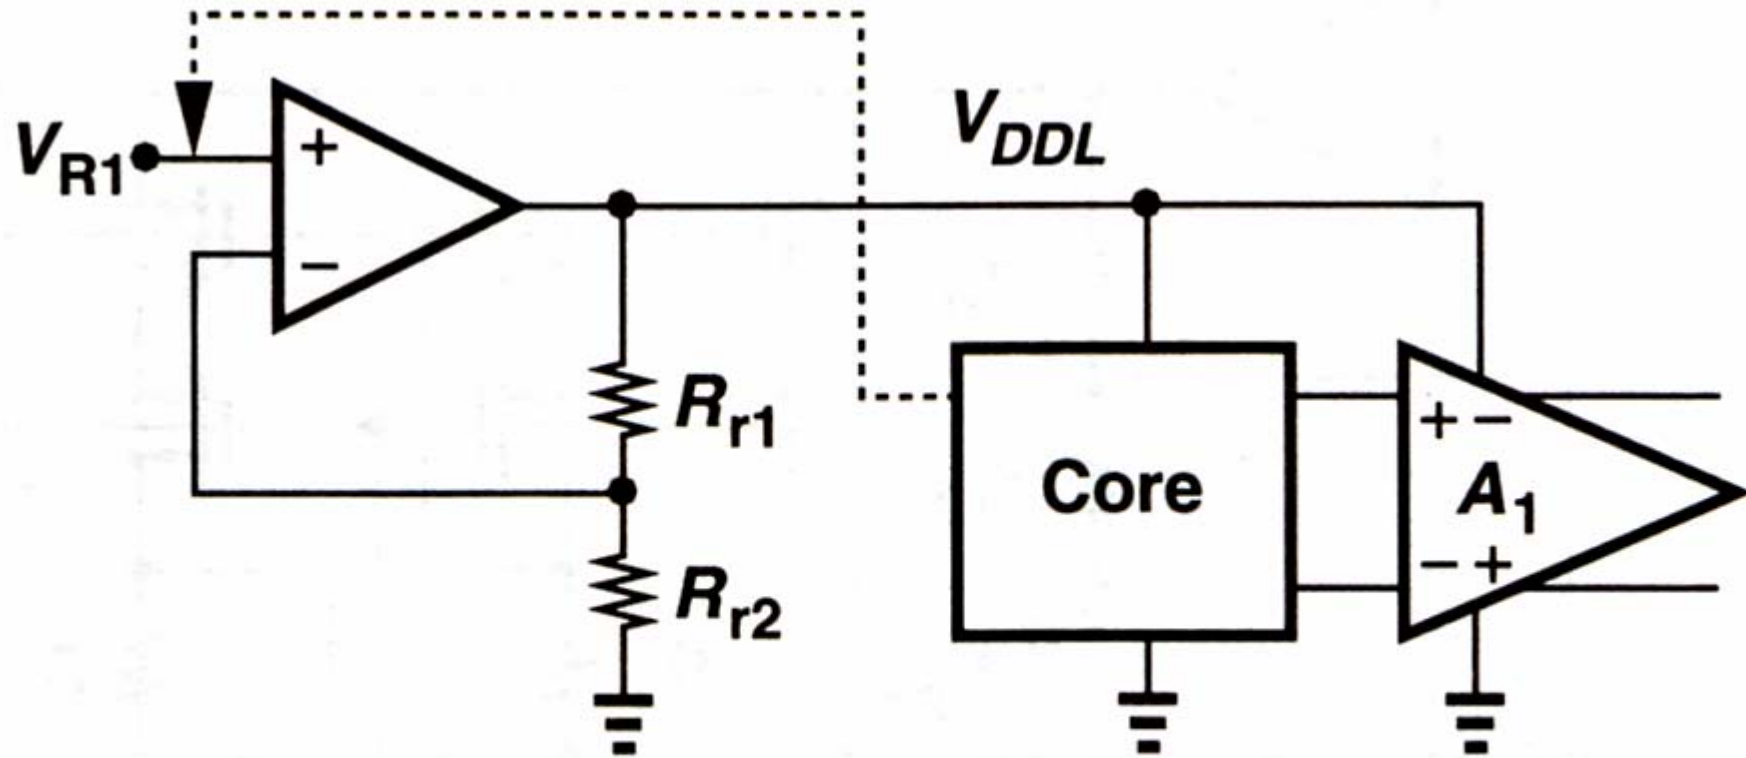 V_DDL
V_R1
+
−
R_r1
Core
+ −
A_1
− +
R_r2